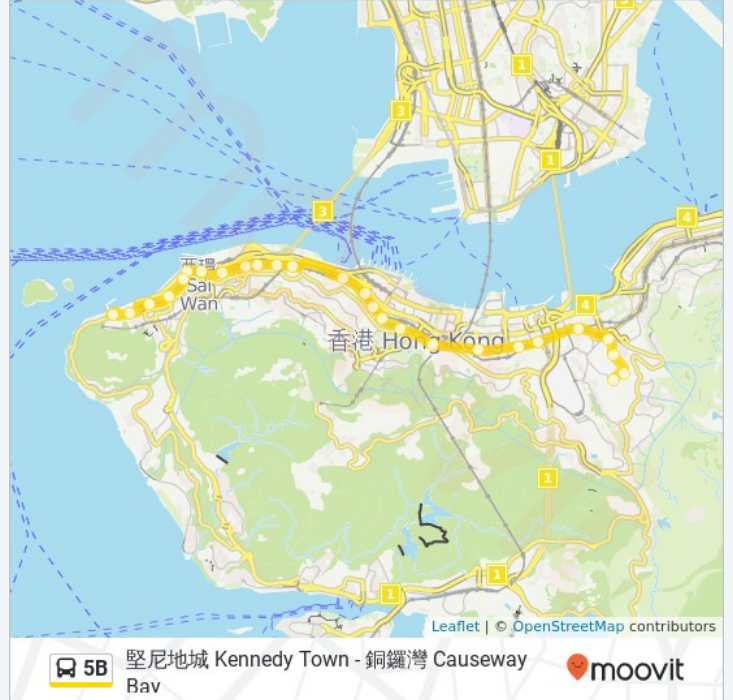 1
3
1
3
4
西環
Sai
Wan
4
香港 Hong Kong
1
1
1
Leaflet | © OpenStreetMap contributors
5B
堅尼地城 Kennedy Town - 銅鑼灣 Causeway
Bay
moovit